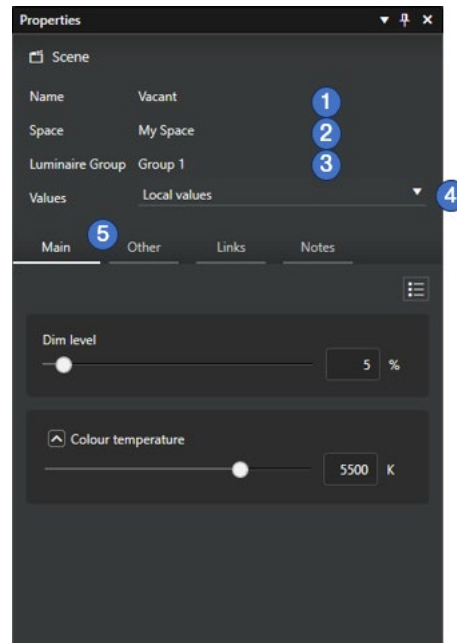 Properties
Scene
Name Vacant 1
Space My Space 2
Luminaire Group Group 1 3
Values Local values 4
Main 5 Other Links Notes
Dim level
5 %
Colour temperature
5500 K